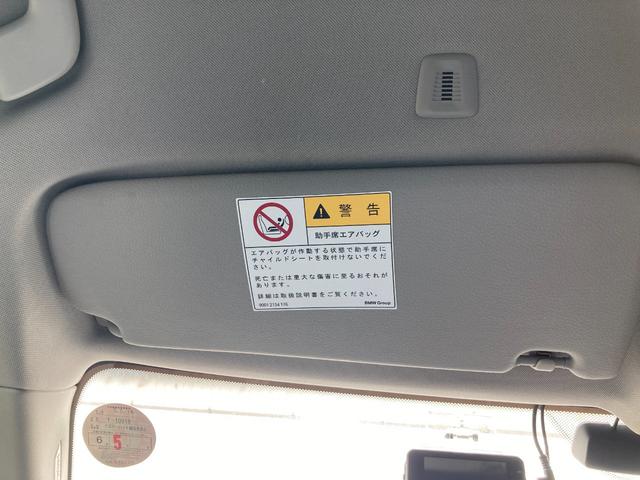 警告
助手席エアバッグ
エアバッグが作動する状態で助手席に
チャイルドシートを取付けないでくだ
さい。
死亡または重大な傷害に至るおそれが
あります。
詳細は取扱説明書をご覧ください。
BMW Group
6
5